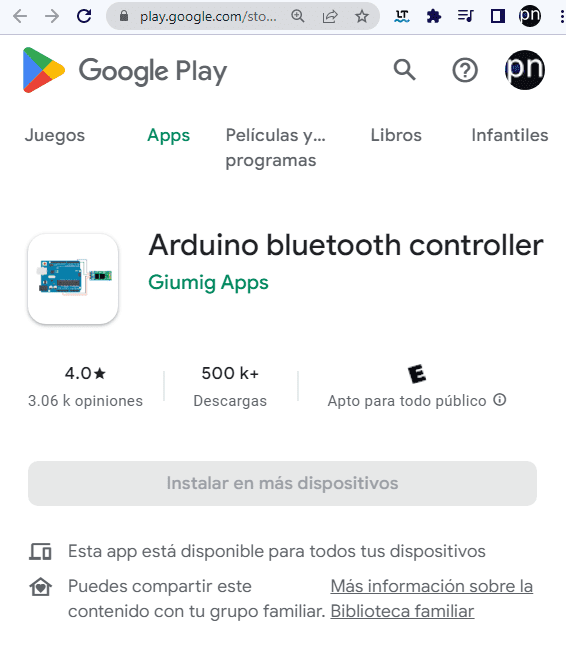 play.google.com/sto...
LT
pn
Google Play
pn
Juegos
Apps
Películas y...
programas
Libros
Infantiles
Arduino bluetooth controller
Giumig Apps
4.0★
500 k+
E
3.06 k opiniones
Descargas
Apto para todo público
Instalar en más dispositivos
Esta app está disponible para todos tus dispositivos
Puedes compartir este
contenido con tu grupo familiar.
Más información sobre la
Biblioteca familiar